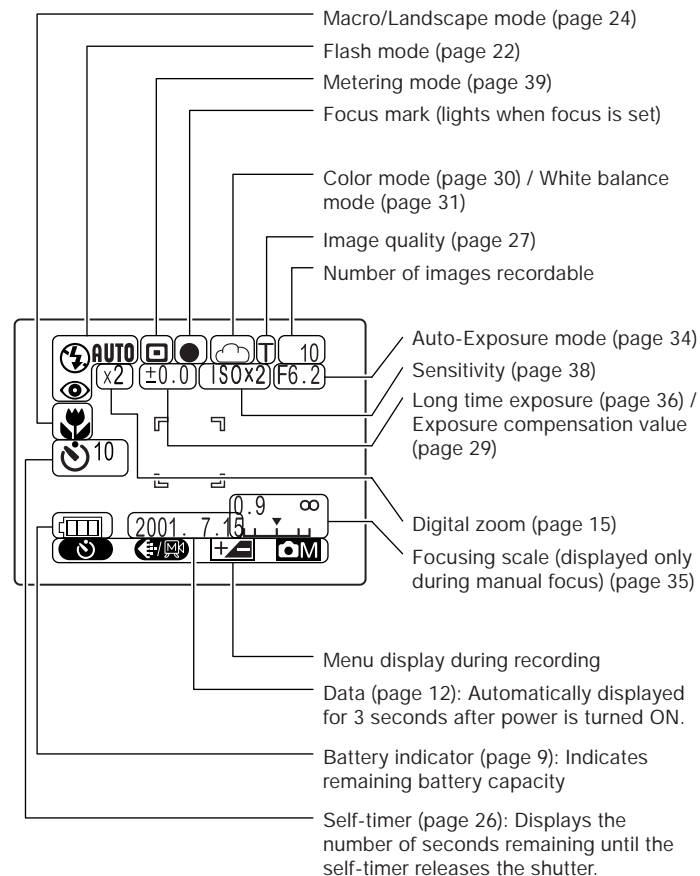 Macro/Landscape mode (page 24)
Flash mode (page 22)
Metering mode (page 39)
Focus mark (lights when focus is set)
Color mode (page 30) / White balance
mode (page 31)
Image quality (page 27)
Number of images recordable
AUTO T 10
x2 ±0.0 ISOx2 F6.2
10
0.9 ∞
2001. 7.15
M +- M
Auto-Exposure mode (page 34)
Sensitivity (page 38)
Long time exposure (page 36) /
Exposure compensation value
(page 29)
Digital zoom (page 15)
Focusing scale (displayed only
during manual focus) (page 35)
Menu display during recording
Data (page 12): Automatically displayed
for 3 seconds after power is turned ON.
Battery indicator (page 9): Indicates
remaining battery capacity
Self-timer (page 26): Displays the
number of seconds remaining until the
self-timer releases the shutter.